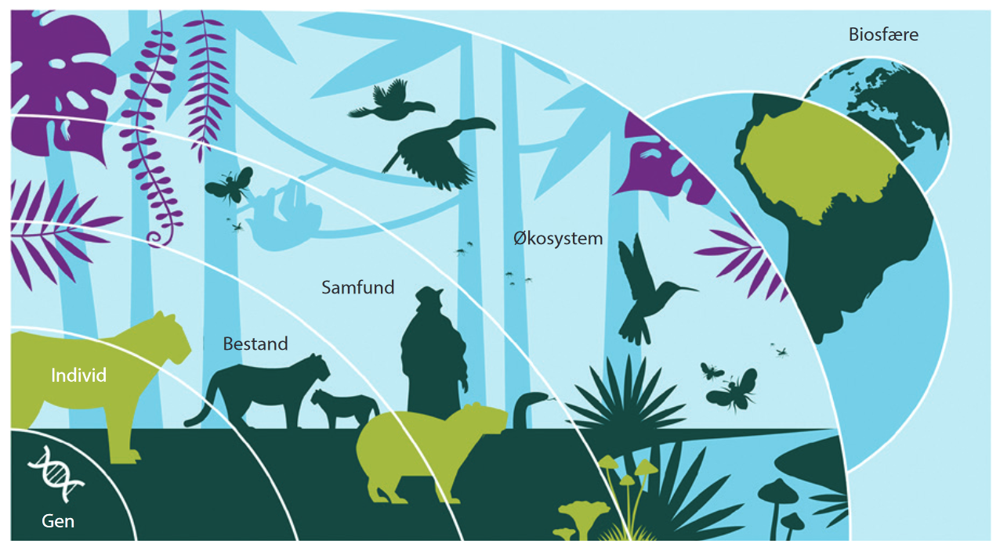 Biosfære
Økosystem
Samfund
Bestand
Individ
Gen